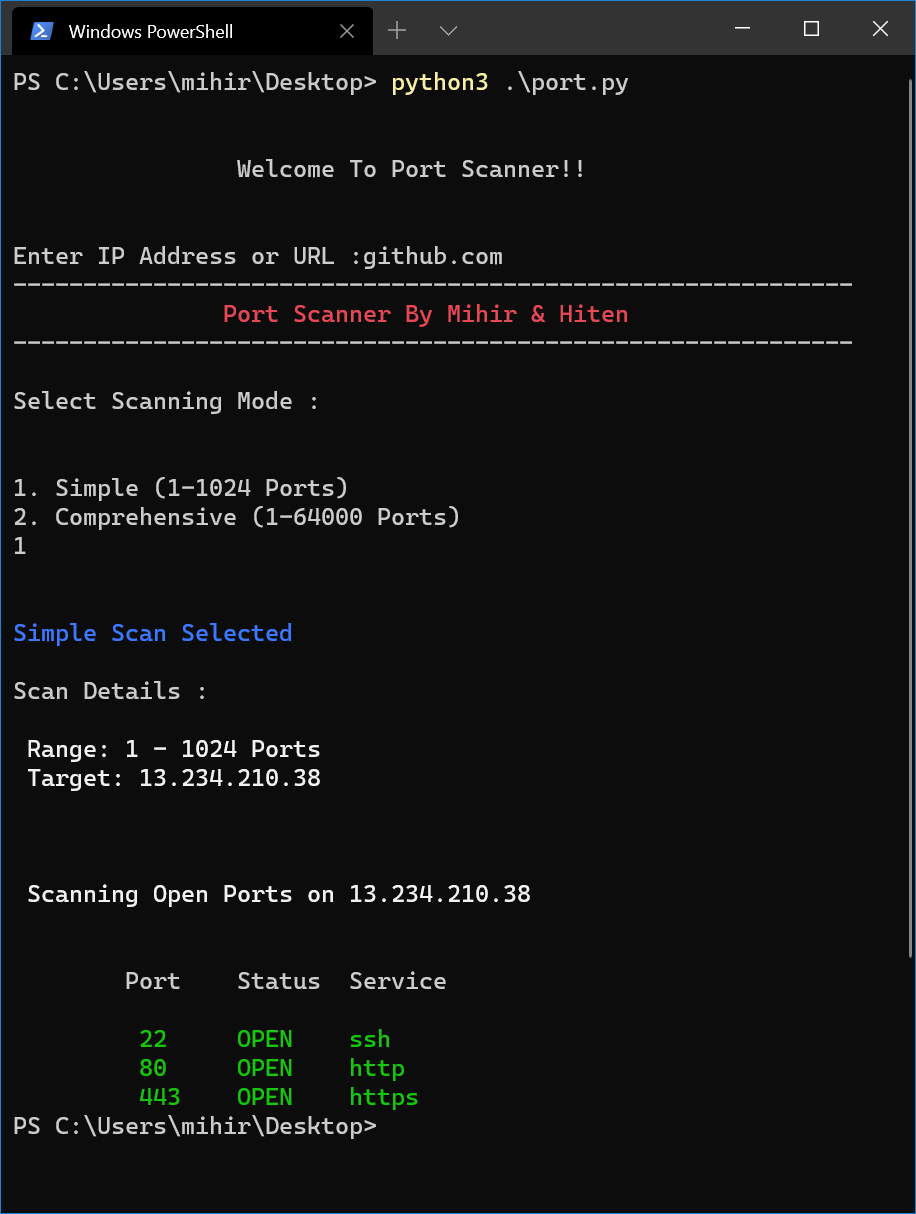 Windows PowerShell
PS C:\Users\mihir\Desktop> python3 .\port.py
Welcome To Port Scanner!!
Enter IP Address or URL :github.com
------------------------------------------------------------
Port Scanner By Mihir & Hiten
------------------------------------------------------------
Select Scanning Mode :
1. Simple (1-1024 Ports)
2. Comprehensive (1-64000 Ports)
1
Simple Scan Selected
Scan Details :
Range: 1 - 1024 Ports
Target: 13.234.210.38
Scanning Open Ports on 13.234.210.38
Port Status Service
22 OPEN ssh
80 OPEN http
443 OPEN https
PS C:\Users\mihir\Desktop>